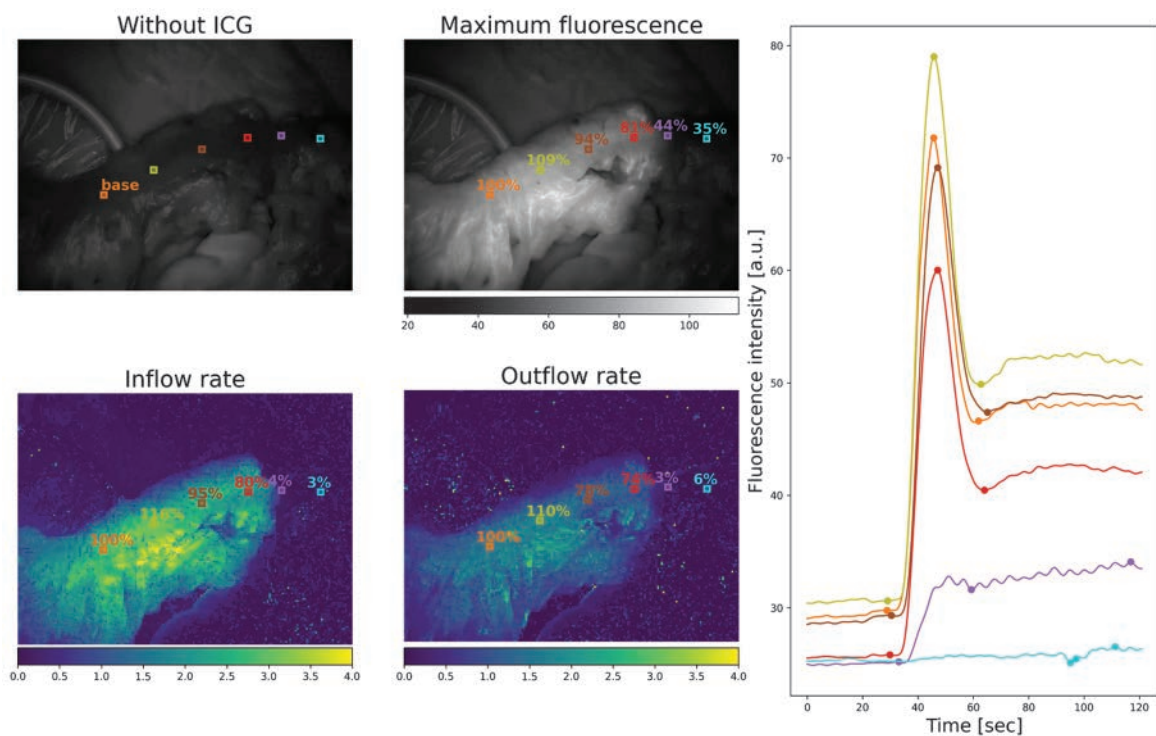 Without ICG
base
Maximum fluorescence
100%
109%
94%
82%
44%
35%
20 40 60 80 100
Inflow rate
100%
116%
95%
80%
4%
3%
0.0 0.5 1.0 1.5 2.0 2.5 3.0 3.5 4.0
Outflow rate
100%
110%
3%
6%
0.0 0.5 1.0 1.5 2.0 2.5 3.0 3.5 4.0
Fluorescence intensity [a.u.]
80
70
60
50
40
30
0 20 40 60 80 100 120
Time [sec]